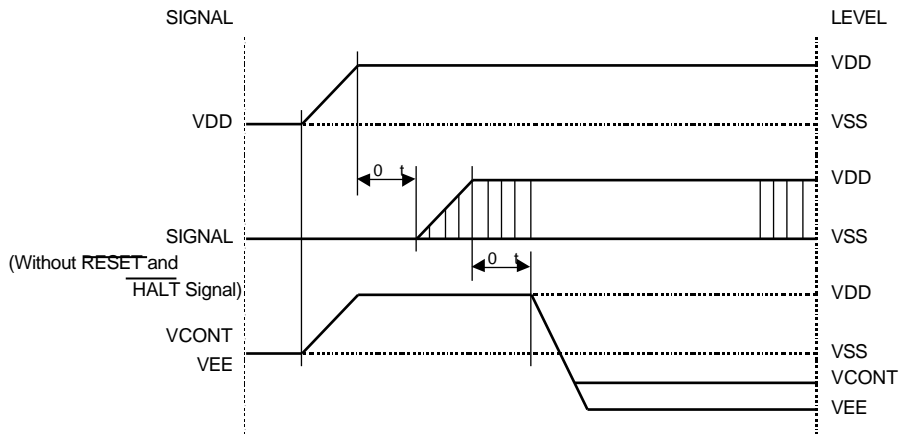 SIGNAL LEVEL
VDD
VDD VSS
0 t VDD
SIGNAL VSS
(Without RESET and
0 t
HALT Signal) VDD
VCONT
VSS
VEE
VCONT
VEE